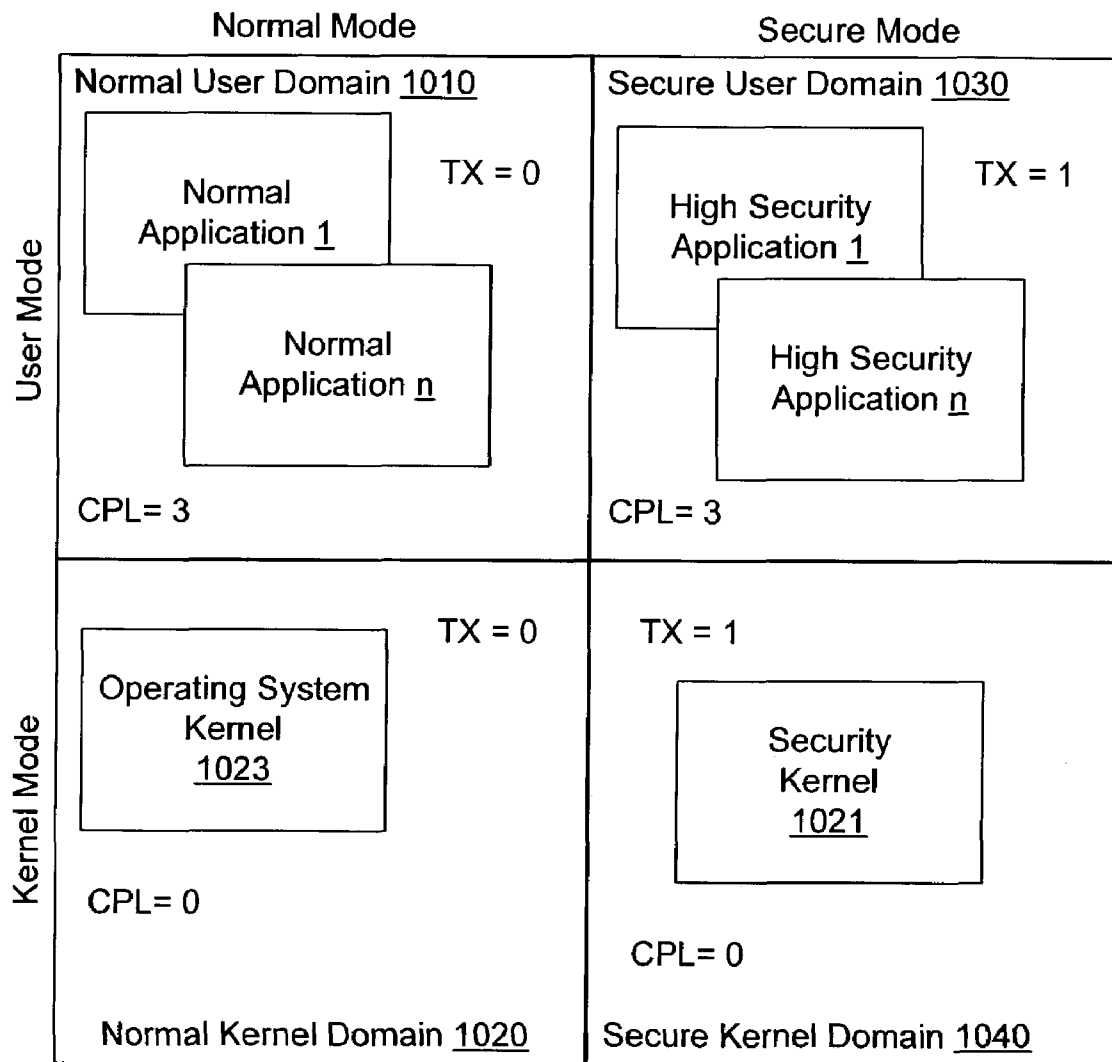 Normal Mode
Secure Mode
User Mode
Normal User Domain 1010
TX = 0
Normal
Application 1
Normal
Application n
CPL= 3
Secure User Domain 1030
TX = 1
High Security
Application 1
High Security
Application n
CPL= 3
Kernel Mode
TX = 0
Operating System
Kernel
1023
CPL= 0
Normal Kernel Domain 1020
TX = 1
Security
Kernel
1021
CPL= 0
Secure Kernel Domain 1040